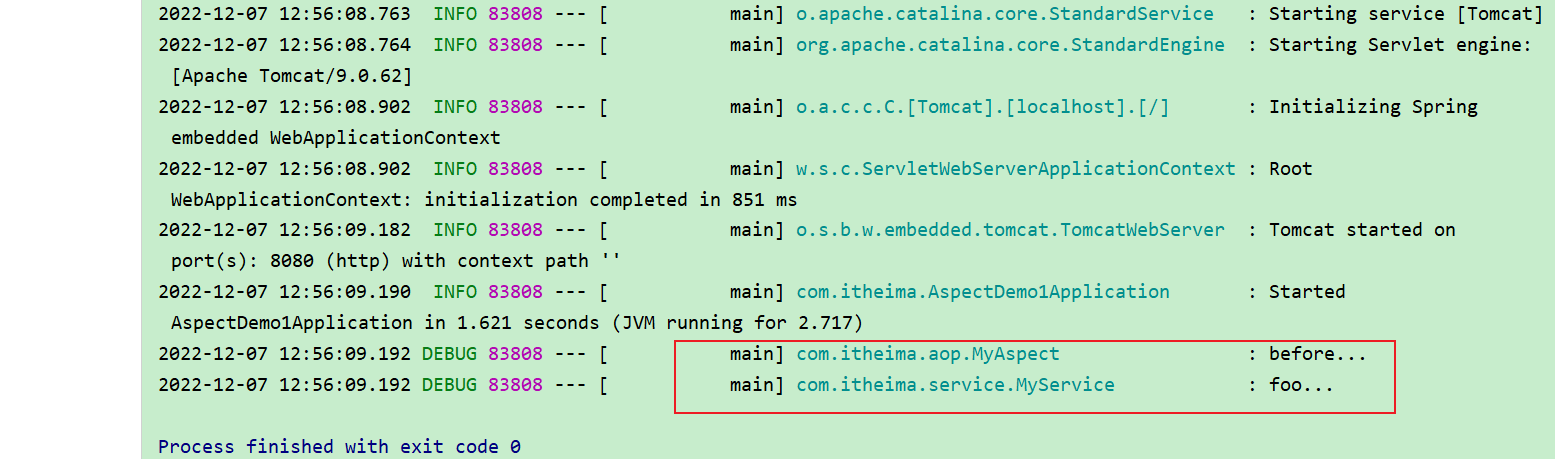 2022-12-07 12:56:08.763  INFO 83808 --- [           main] o.apache.catalina.core.StandardService   : Starting service [Tomcat]
2022-12-07 12:56:08.764  INFO 83808 --- [           main] org.apache.catalina.core.StandardEngine  : Starting Servlet engine:
[Apache Tomcat/9.0.62]
2022-12-07 12:56:08.902  INFO 83808 --- [           main] o.a.c.c.C.[Tomcat].[localhost].[/]       : Initializing Spring
embedded WebApplicationContext
2022-12-07 12:56:08.902  INFO 83808 --- [           main] w.s.c.ServletWebServerApplicationContext : Root
WebApplicationContext: initialization completed in 851 ms
2022-12-07 12:56:09.182  INFO 83808 --- [           main] o.s.b.w.embedded.tomcat.TomcatWebServer  : Tomcat started on
port(s): 8080 (http) with context path ''
2022-12-07 12:56:09.190  INFO 83808 --- [           main] com.itheima.AspectDemo1Application       : Started
AspectDemo1Application in 1.621 seconds (JVM running for 2.717)
2022-12-07 12:56:09.192 DEBUG 83808 --- [           main] com.itheima.aop.MyAspect                 : before...
2022-12-07 12:56:09.192 DEBUG 83808 --- [           main] com.itheima.service.MyService            : foo...
Process finished with exit code 0